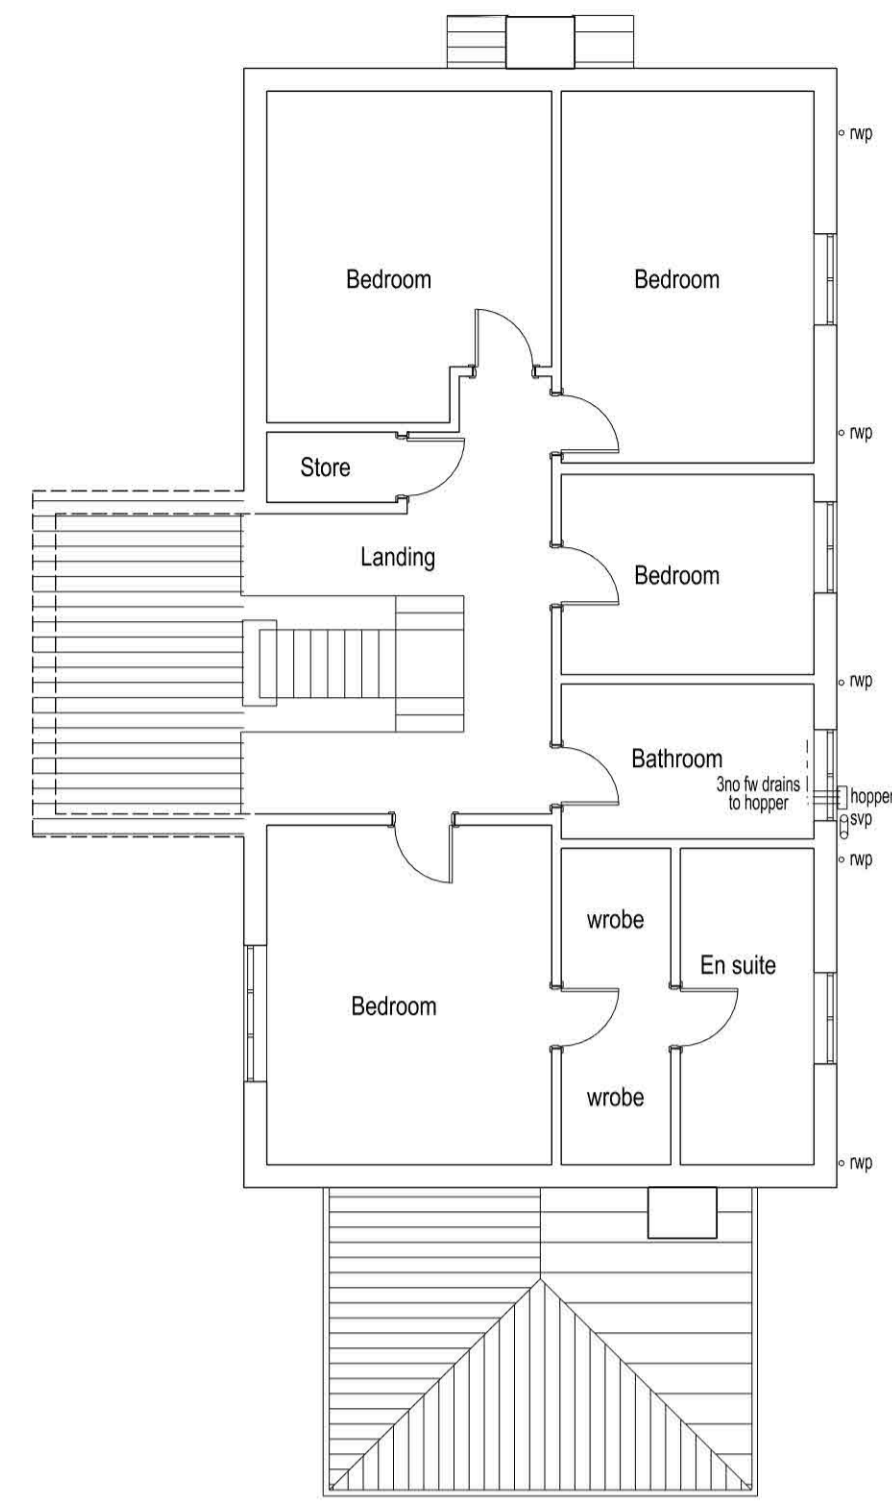 rwp
Bedroom
Bedroom
rwp
Store
Landing
Bedroom
rwp
Bathroom
3no fw drains
to hopper
hopper
svp
rwp
wrobe
En suite
Bedroom
wrobe
rwp